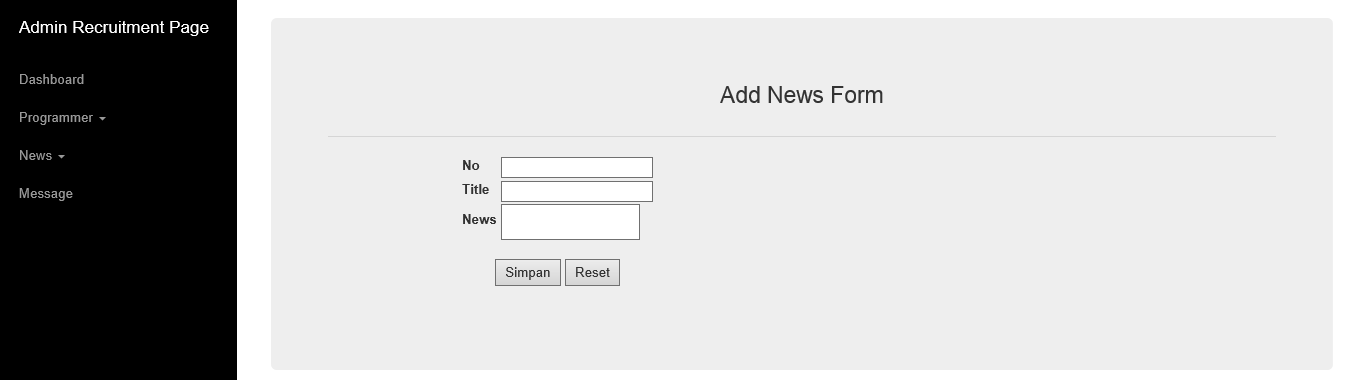 Admin Recruitment Page
Dashboard
Programmer
News
Message
Add News Form
No
Title
News
Simpan Reset